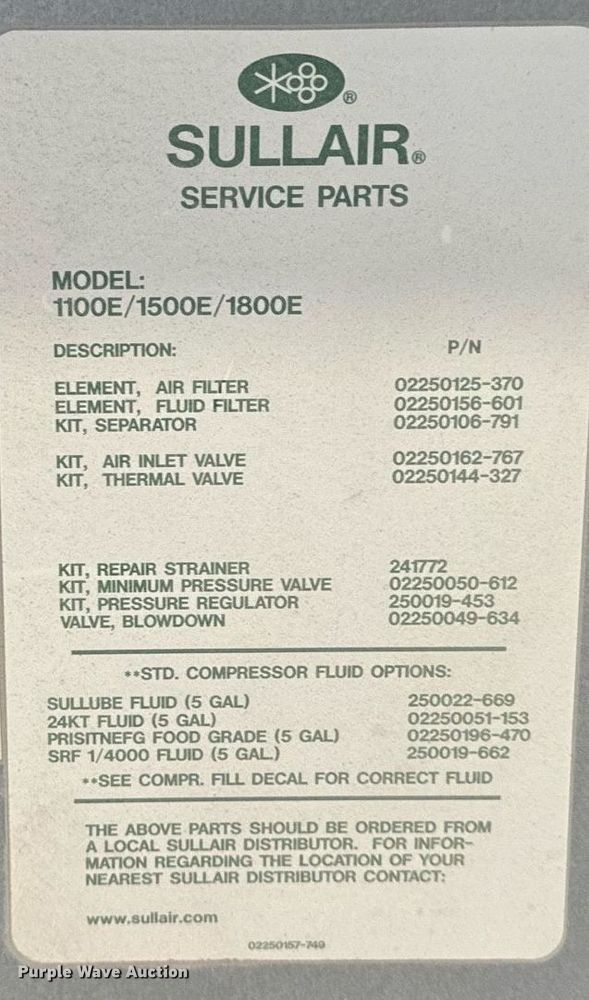 ®
SULLAIR®
SERVICE PARTS
MODEL:
1100E/1500E/1800E
DESCRIPTION: P/N
ELEMENT, AIR FILTER 02250125-370
ELEMENT, FLUID FILTER 02250156-601
KIT, SEPARATOR 02250106-791
KIT, AIR INLET VALVE 02250162-767
KIT, THERMAL VALVE 02250144-327
KIT, REPAIR STRAINER 241772
KIT, MINIMUM PRESSURE VALVE 02250050-612
KIT, PRESSURE REGULATOR 250019-453
VALVE, BLOWDOWN 02250049-634
**STD. COMPRESSOR FLUID OPTIONS:
SULLUBE FLUID (5 GAL) 250022-669
24KT FLUID (5 GAL) 02250051-153
PRISITNEFG FOOD GRADE (5 GAL) 02250196-470
SRF 1/4000 FLUID (5 GAL.) 250019-662
**SEE COMPR. FILL DECAL FOR CORRECT FLUID
THE ABOVE PARTS SHOULD BE ORDERED FROM
A LOCAL SULLAIR DISTRIBUTOR. FOR INFOR-
MATION REGARDING THE LOCATION OF YOUR
NEAREST SULLAIR DISTRIBUTOR CONTACT:
www.sullair.com
02250157-749
Purple Wave Auction